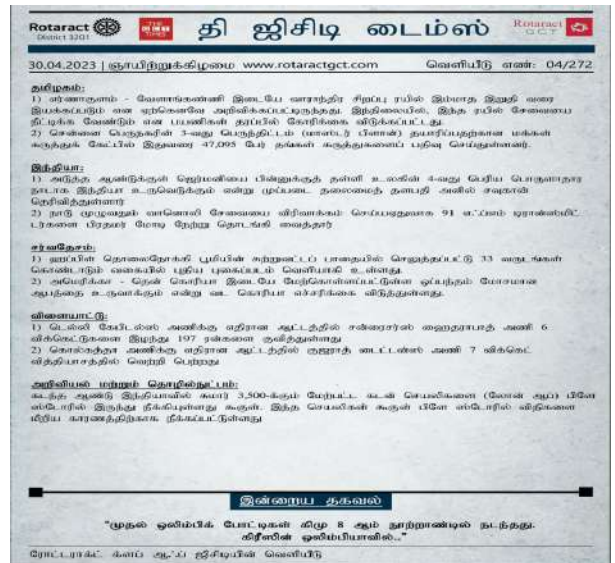 Rotaract
District 3201
THE
GCT
TIMES
தி ஜிசிடி டைம்ஸ்
Rotaract
GCT
30.04.2023 | ஞாயிற்றுக்கிழமை www.rotaractgct.com வெளியீடு எண்: 04/272
தமிழகம்:
1) எர்ணாகுளம் - வேளாங்கண்ணி இடையே வாராந்திர சிறப்பு ரயில் இம்மாத இறுதி வரை
இயக்கப்படும் என ஏற்கெனவே அறிவிக்கப்பட்டிருந்தது. இந்நிலையில், இந்த ரயில் சேவையை
நீட்டிக்க வேண்டும் என பயணிகள் தரப்பில் கோரிக்கை விடுக்கப்பட்டது.
2) சென்னை பெருநகரின் 3-வது பெருந்திட்டம் (மாஸ்டர் பிளான்) தயாரிப்பதற்கான மக்கள்
கருத்துக் கேட்பில் இதுவரை 47,095 பேர் தங்கள் கருத்துகளைப் பதிவு செய்துள்ளனர்.
இந்தியா:
1) அடுத்த ஆண்டுக்குள் ஜெர்மனியை பின்னுக்குத் தள்ளி உலகின் 4-வது பெரிய பொருளாதார
நாடாக இந்தியா உருவெடுக்கும் என்று முப்படை தலைமைத் தளபதி அனில் சவுகான்
தெரிவித்துள்ளார்
2) நாடு முழுவதும் வானொலி சேவையை விரிவாக்கம் செய்யஏதுவாக 91 எஃப்எம் டிரான்ஸ்மிட்
டர்களை பிரதமர் மோடி நேற்று தொடங்கி வைத்தார்
சர்வதேசம்:
1) ஹப்பிள் தொலைநோக்கி பூமியின் சுற்றுவட்டப் பாதையில் செலுத்தப்பட்டு 33 வருடங்கள்
கொண்டாடும் வகையில் புதிய புகைப்படம் வெளியாகி உள்ளது.
2) அமெரிக்கா - தென் கொரியா இடையே மேற்கொள்ளப்பட்டுள்ள ஒப்பந்தம் மோசமான
ஆபத்தை உருவாக்கும் என்று வட கொரியா எச்சரிக்கை விடுத்துள்ளது.
விளையாட்டு:
1) டெல்லி கேபிடல்ஸ் அணிக்கு எதிரான ஆட்டத்தில் சன்ரைசர்ஸ் ஹைதராபாத் அணி 6
விக்கெட்டுகளை இழந்து 197 ரன்களை குவித்துள்ளது
2) கொல்கத்தா அணிக்கு எதிரான ஆட்டத்தில் குஜராத் டைட்டன்ஸ் அணி 7 விக்கெட்
வித்தியாசத்தில் வெற்றி பெற்றது
அறிவியல் மற்றும் தொழில்நுட்பம்:
கடந்த ஆண்டு இந்தியாவில் சுமார் 3,500-க்கும் மேற்பட்ட கடன் செயலிகளை (லோன் ஆப்) பிளே
ஸ்டோரில் இருந்து நீக்கியுள்ளது கூகுள். இந்த செயலிகள் கூகுள் பிளே ஸ்டோரில் விதிகளை
மீறிய காரணத்திற்காக நீக்கப்பட்டுள்ளது
இன்றைய தகவல்
"முதல் ஒலிம்பிக் போட்டிகள் கிமு 8 ஆம் நூற்றாண்டில் நடந்தது.
கிரீஸின் ஒலிம்பியாவில்.."
ரோட்டராக்ட் க்ளப் ஆஃப் ஜிசிடியின் வெளியீடு